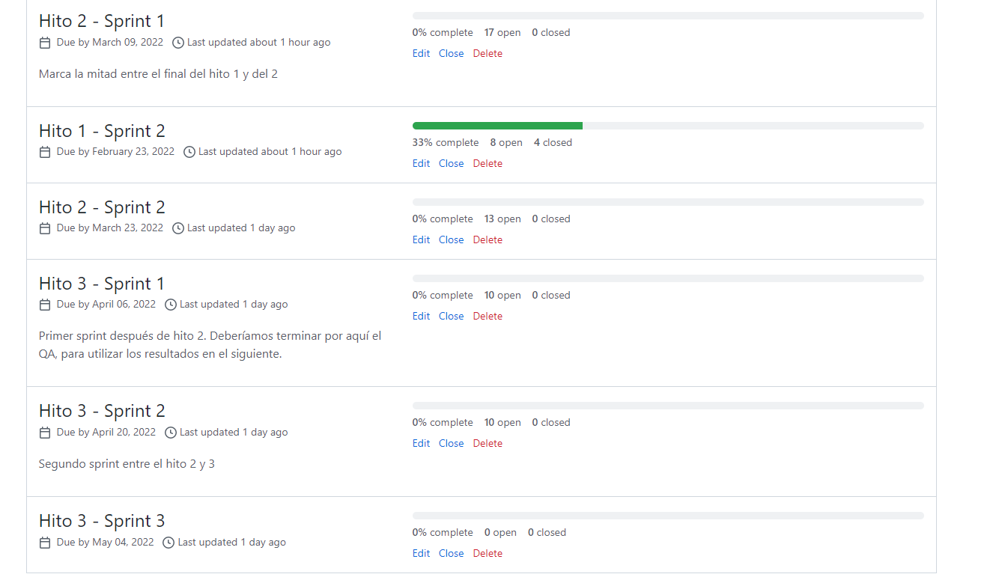 Hito 2 - Sprint 1
Due by March 09, 2022 Last updated about 1 hour ago
Marca la mitad entre el final del hito 1 y del 2
0% complete 17 open 0 closed
Edit Close Delete
Hito 1 - Sprint 2
Due by February 23, 2022 Last updated about 1 hour ago
33% complete 8 open 4 closed
Edit Close Delete
Hito 2 - Sprint 2
Due by March 23, 2022 Last updated 1 day ago
0% complete 13 open 0 closed
Edit Close Delete
Hito 3 - Sprint 1
Due by April 06, 2022 Last updated 1 day ago
Primer sprint después de hito 2. Deberíamos terminar por aquí el
QA, para utilizar los resultados en el siguiente.
0% complete 10 open 0 closed
Edit Close Delete
Hito 3 - Sprint 2
Due by April 20, 2022 Last updated 1 day ago
Segundo sprint entre el hito 2 y 3
0% complete 10 open 0 closed
Edit Close Delete
Hito 3 - Sprint 3
Due by May 04, 2022 Last updated 1 day ago
0% complete 0 open 0 closed
Edit Close Delete